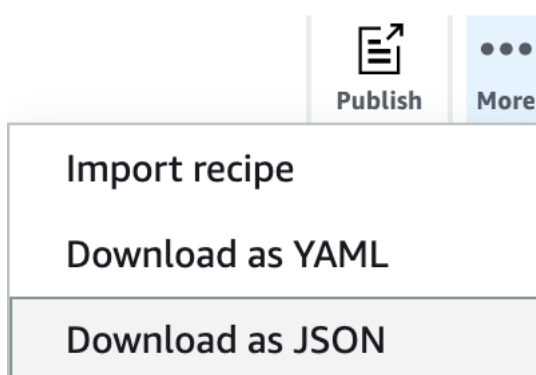 Publish
More
Import recipe
Download as YAML
Download as JSON